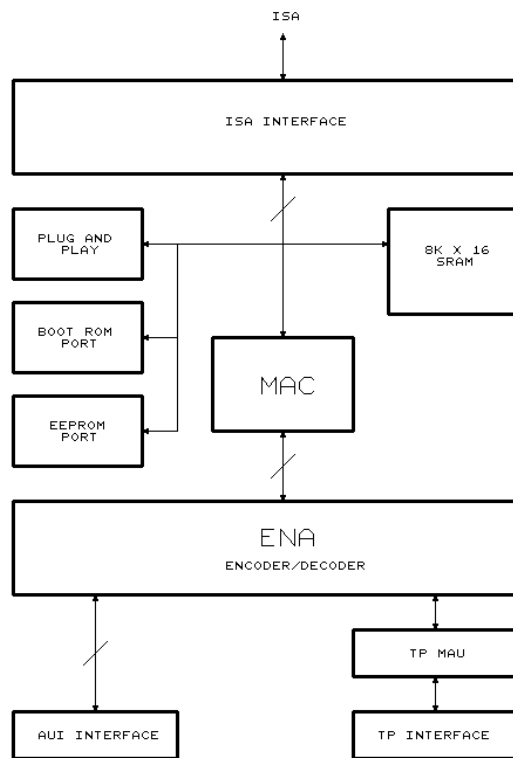 ISA
ISA INTERFACE
PLUG AND
PLAY
8K X 16
SRAM
BOOT ROM
PORT
MAC
EEPROM
PORT
ENA
ENCODER/DECODER
TP MAU
AUI INTERFACE
TP INTERFACE